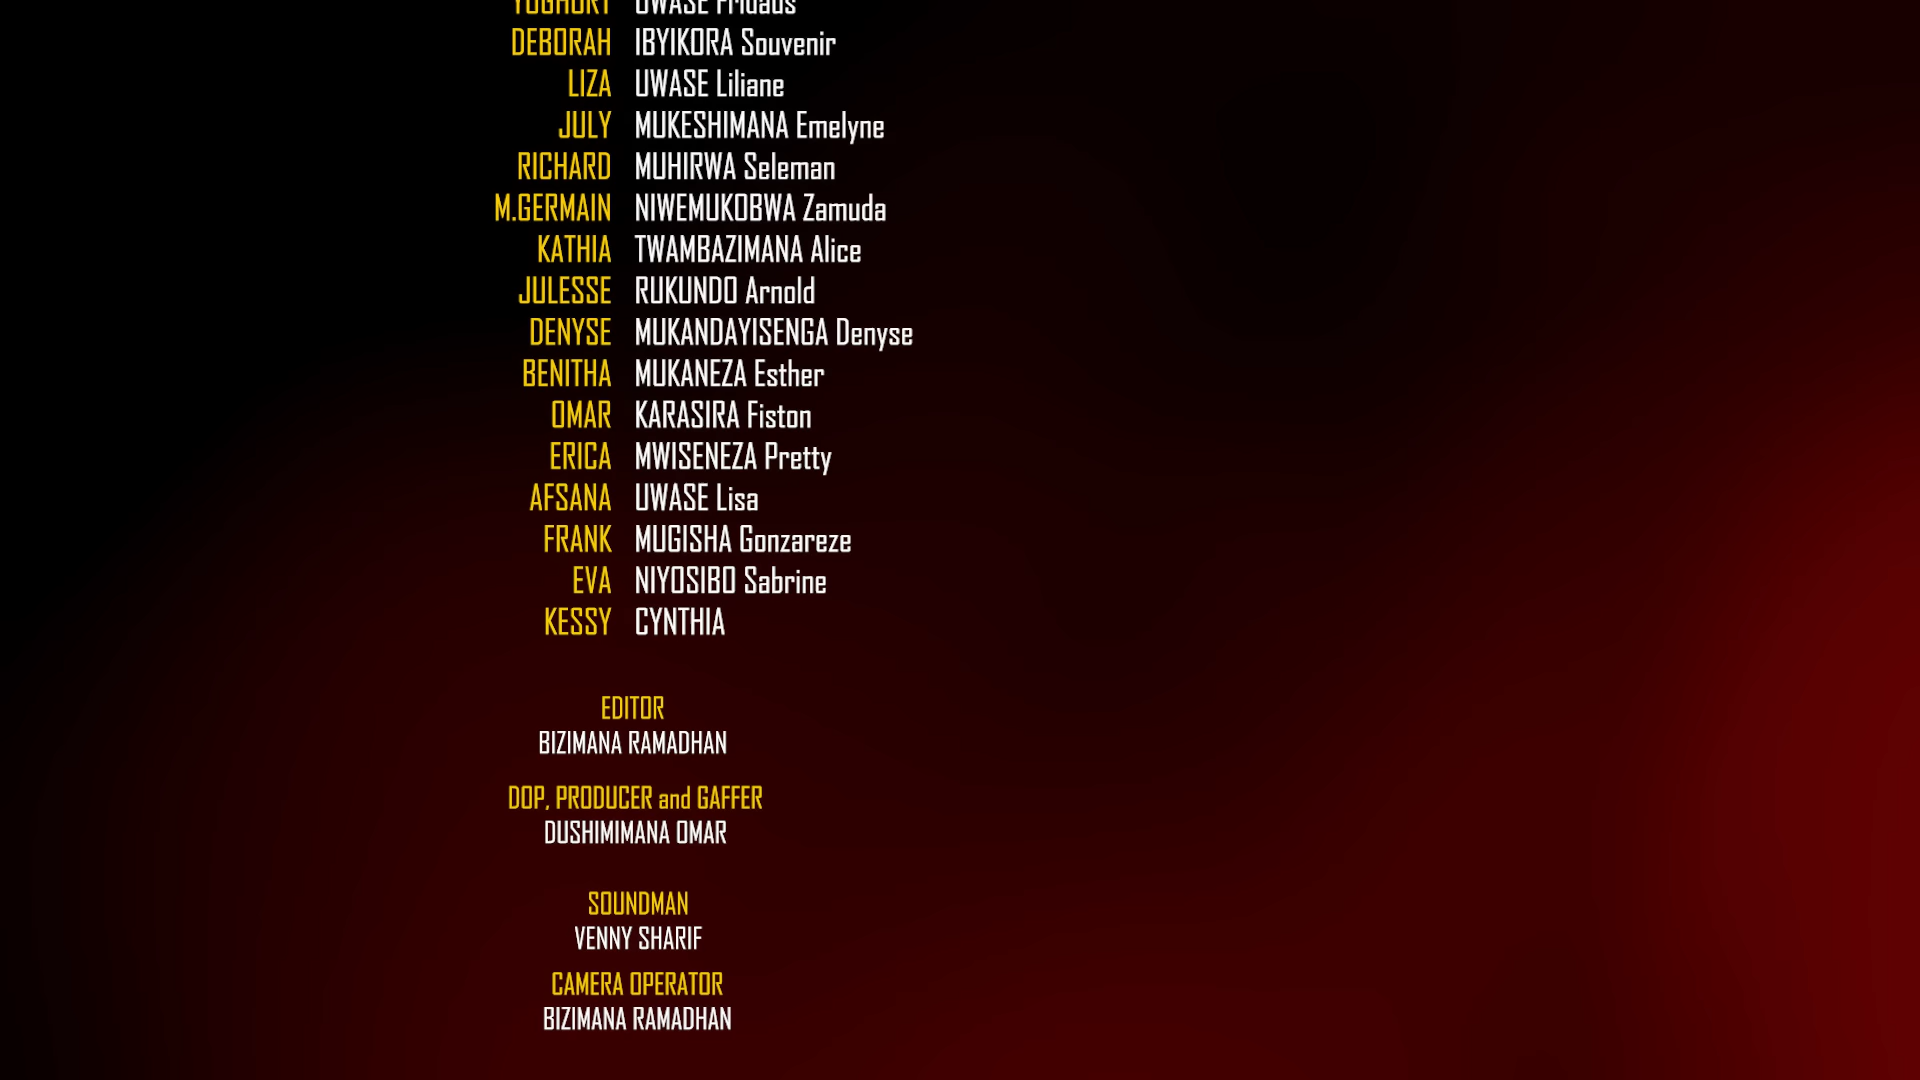 YOGHURT UWASE Fridaus
DEBORAH IBYIKORA Souvenir
LIZA UWASE Liliane
JULY MUKESHIMANA Emelyne
RICHARD MUHIRWA Seleman
M.GERMAIN NIWEMUKOBWA Zamuda
KATHIA TWAMBAZIMANA Alice
JULESSE RUKUNDO Arnold
DENYSE MUKANDAYISENGA Denyse
BENITHA MUKANEZA Esther
OMAR KARASIRA Fiston
ERICA MWISENEZA Pretty
AFSANA UWASE Lisa
FRANK MUGISHA Gonzareze
EVA NIYOSIBO Sabrine
KESSY CYNTHIA
EDITOR
BIZIMANA RAMADHAN
DOP, PRODUCER and GAFFER
DUSHIMIMANA OMAR
SOUNDMAN
VENNY SHARIF
CAMERA OPERATOR
BIZIMANA RAMADHAN